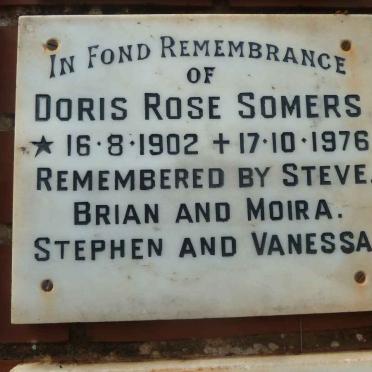 In Fond Remembrance
of
Doris Rose Somers
★ 16·8·1902 + 17·10·1976
Remembered by Steve.
Brian and Moira.
Stephen and Vanessa